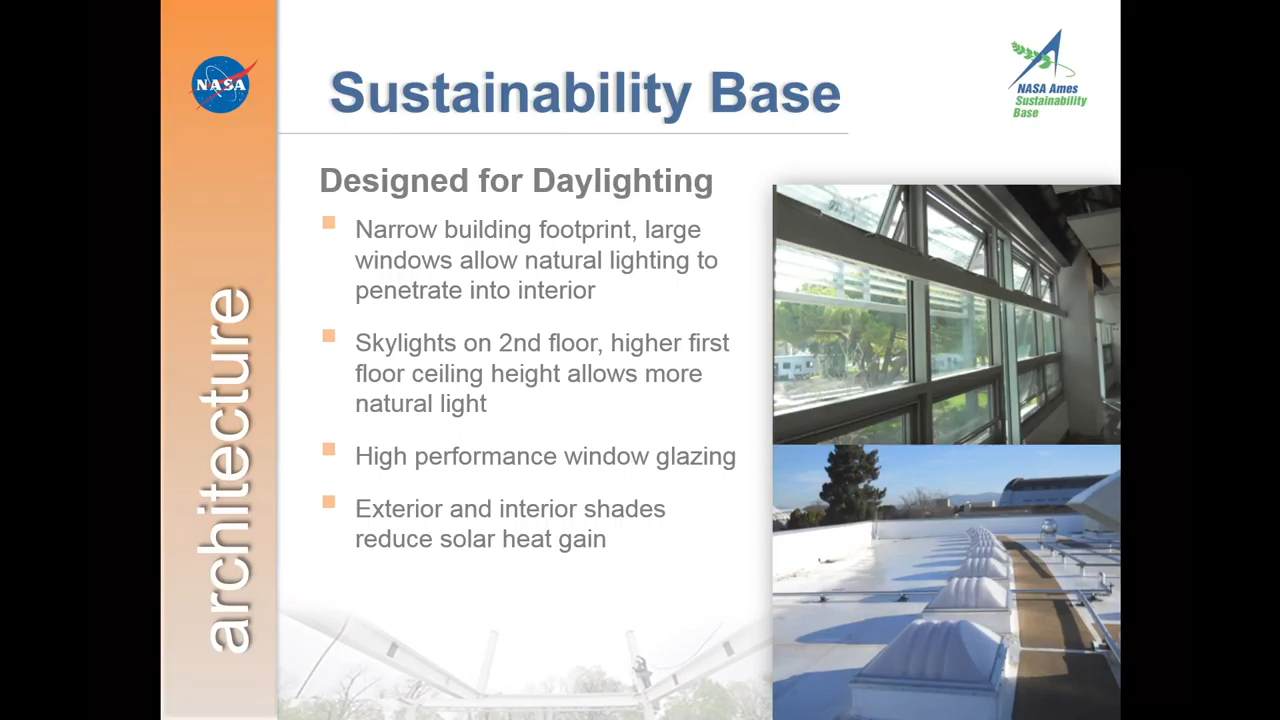 NASA
Sustainability Base
NASA Ames
Sustainability
Base
architecture
Designed for Daylighting
Narrow building footprint, large
windows allow natural lighting to
penetrate into interior
Skylights on 2nd floor, higher first
floor ceiling height allows more
natural light
High performance window glazing
Exterior and interior shades
reduce solar heat gain